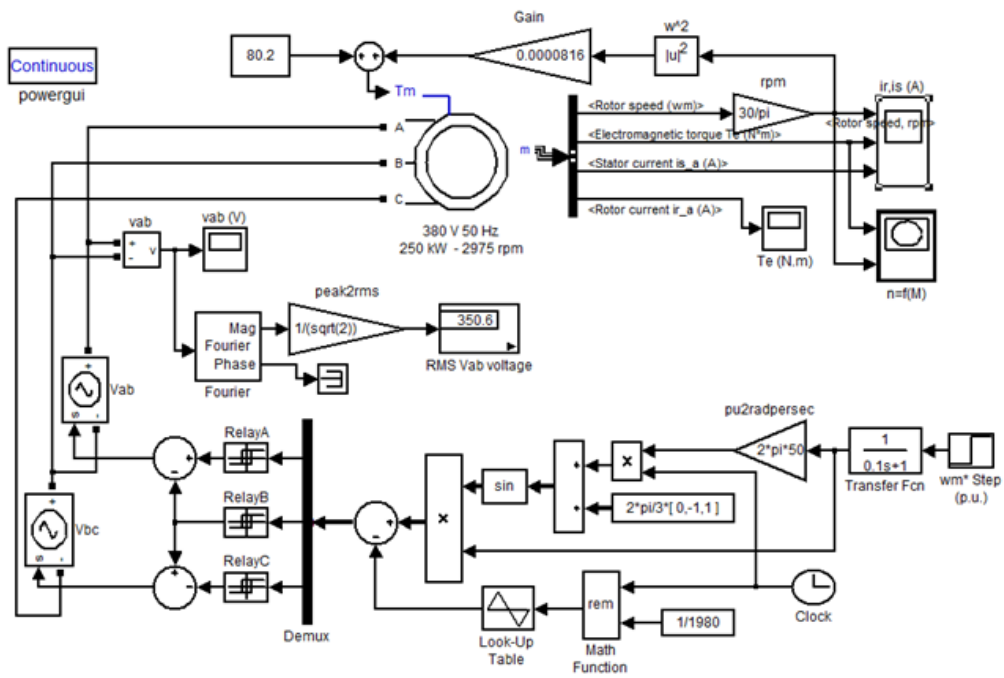 Gain
w^2
80.2
+ +
0.0000816
|u|²
Continuous
powergui
rpm
ir,is (A)
Tm
<Rotor speed (wm)>
30/pi
<Rotor speed, rpm>
A
<Electromagnetic torque Te (N*m)>
B
m
<Stator current is_a (A)>
C
<Rotor current ir_a (A)>
vab
vab (V)
380 V 50 Hz
250 kW - 2975 rpm
+
-
v
Te (N.m)
n=f(M)
peak2rms
Mag
Fourier
Phase
1/(sqrt(2))
350.6
RMS Vab voltage
Fourier
+
s
-
Vab
pu2radpersec
RelayA
+
-
2*pi*50
1
0.1s+1
Transfer Fcn
wm* Step
(p.u.)
×
sin
+
+
2*pi/3*[ 0,-1,1 ]
×
RelayB
+
-
+
s
-
Vbc
RelayC
+
-
rem
Clock
1/1980
Demux
Look-Up
Table
Math
Function